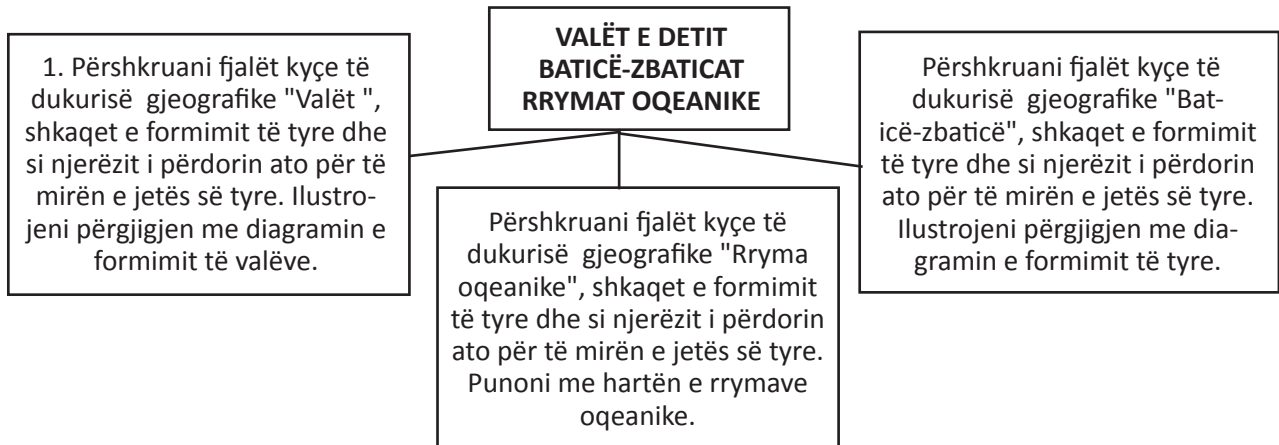 VALËT E DETIT
BATICË-ZBATICAT
RRYMAT OQEANIKE
1. Përshkruani fjalët kyçe të
dukurisë gjeografike "Valët ",
shkaqet e formimit të tyre dhe
si njerëzit i përdorin ato për të
mirën e jetës së tyre. Ilustro-
jeni përgjigjen me diagramin e
formimit të valëve.
Përshkruani fjalët kyçe të
dukurisë gjeografike "Rryma
oqeanike", shkaqet e formimit
të tyre dhe si njerëzit i përdorin
ato për të mirën e jetës së tyre.
Punoni me hartën e rrymave
oqeanike.
Përshkruani fjalët kyçe të
dukurisë gjeografike "Bat-
icë-zbaticë", shkaqet e formimit
të tyre dhe si njerëzit i përdorin
ato për të mirën e jetës së tyre.
Ilustrojeni përgjigjen me dia-
gramin e formimit të tyre.